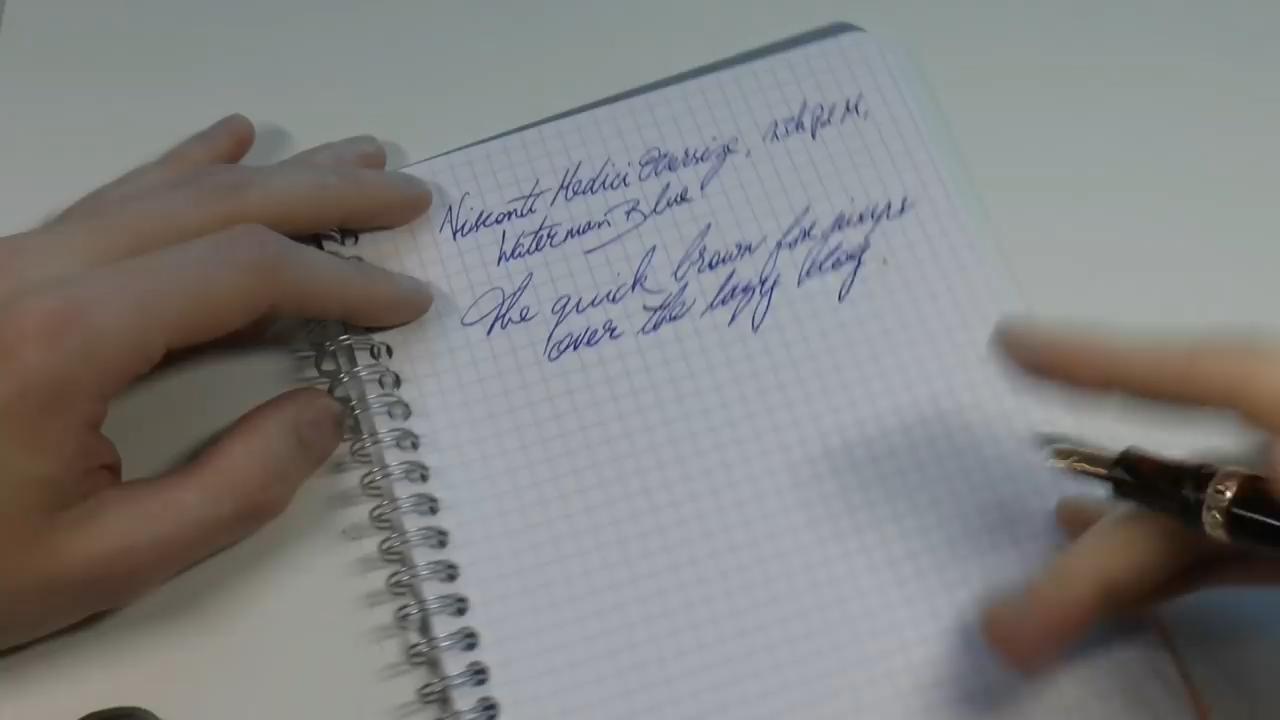 Visconti Medici Oversize,
Waterman Blue
The quick brown fox jumps
over the lazy dog.